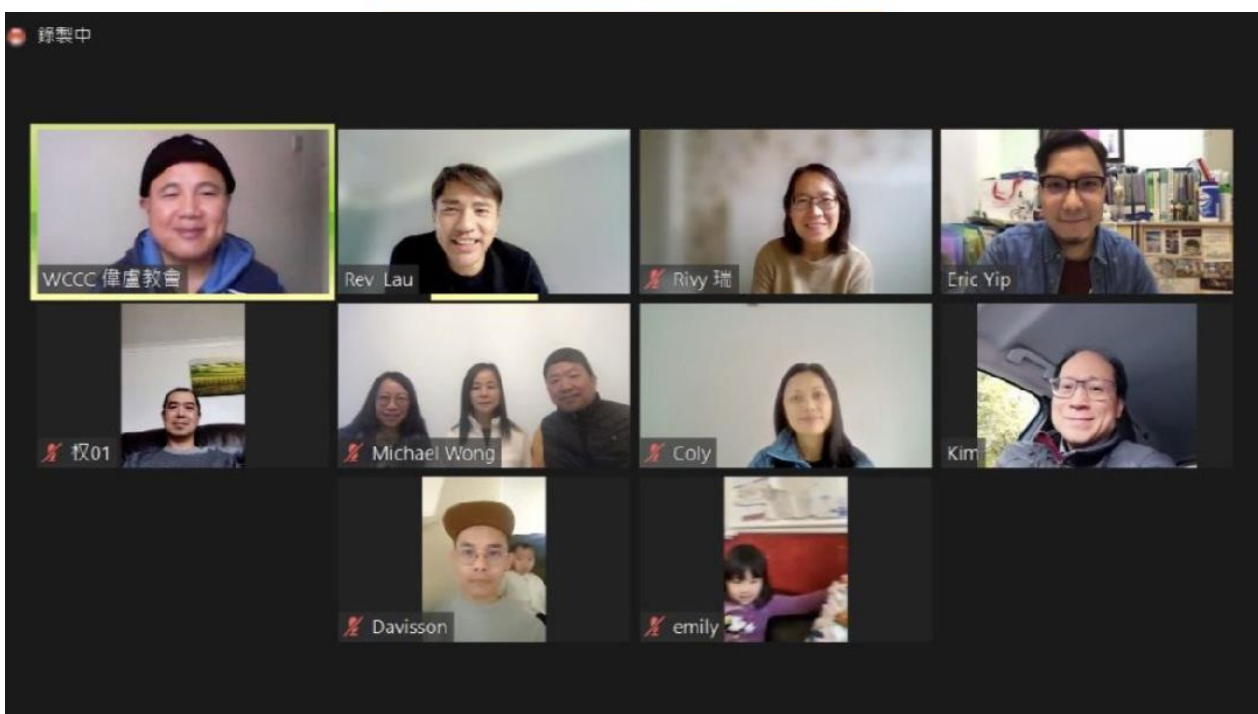 錄製中
WCCC 偉盧教會
Rev Lau
Rivy 瑞
Eric Yip
权01
Michael Wong
Coly
Kim
Davisson
emily